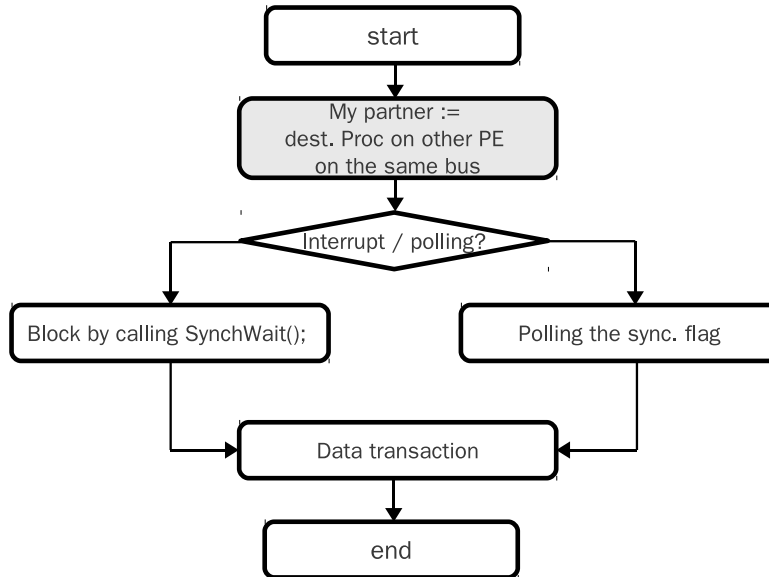 start
My partner :=
dest. Proc on other PE
on the same bus
Interrupt / polling?
Block by calling SynchWait();
Polling the sync. flag
Data transaction
end